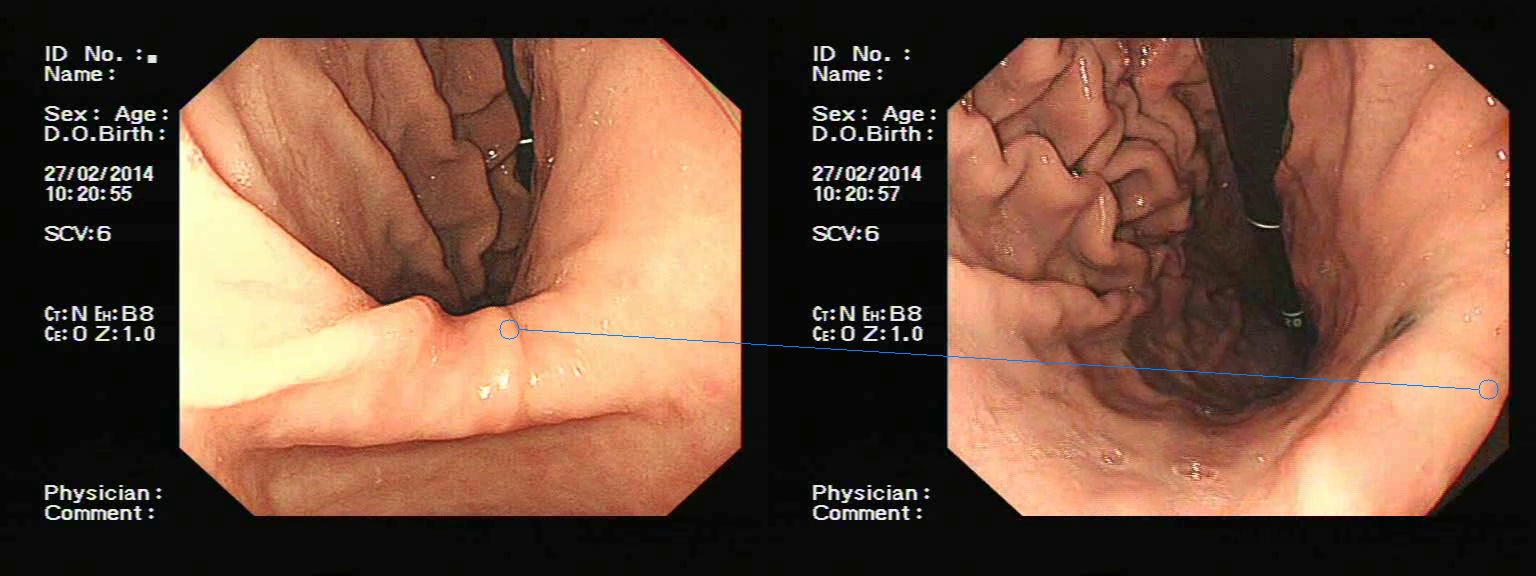 ID No. :
Name:
Sex: Age:
D.O.Birth:
27/02/2014
10:20:55
SCV:6
CT:N EH:B8
CE:0 Z:1.0
Physician:
Comment:
ID No. :
Name:
Sex: Age:
D.O.Birth:
27/02/2014
10:20:57
SCV:6
CT:N EH:B8
CE:0 Z:1.0
Physician:
Comment: